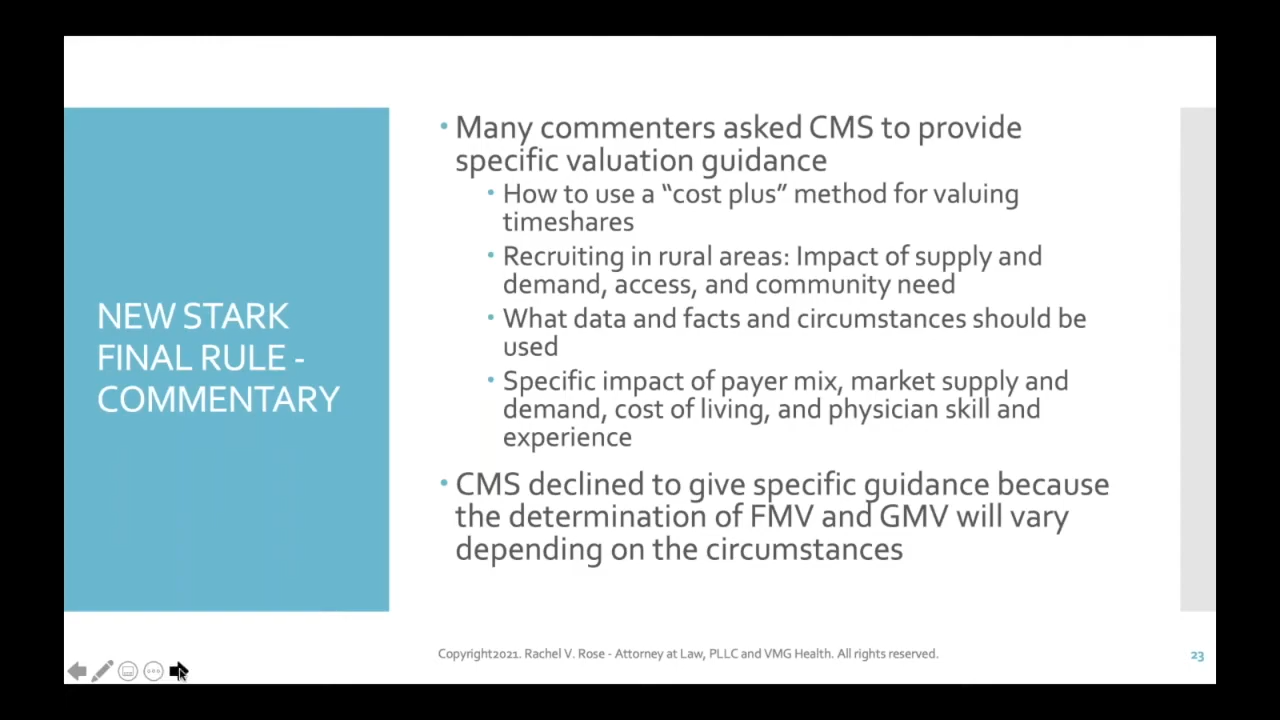 NEW STARK
FINAL RULE -
COMMENTARY
• Many commenters asked CMS to provide
specific valuation guidance
• How to use a “cost plus” method for valuing
timeshares
• Recruiting in rural areas: Impact of supply and
demand, access, and community need
• What data and facts and circumstances should be
used
• Specific impact of payer mix, market supply and
demand, cost of living, and physician skill and
experience
• CMS declined to give specific guidance because
the determination of FMV and GMV will vary
depending on the circumstances
Copyright2021. Rachel V. Rose - Attorney at Law, PLLC and VMG Health. All rights reserved.
23